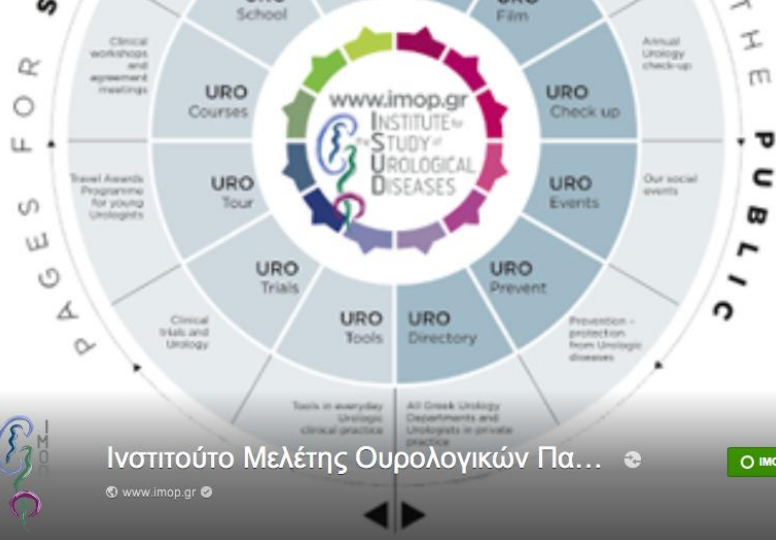 School
Film
Clinical
workshops
and
agreement
meetings
URO
Courses
Annual
Urology
check-up
URO
Check up
www.imop.gr
INSTITUTE for
the STUDY of
UROLOGICAL
DISEASES
Travel Awards
Programme
for young
Urologists
URO
Tour
URO
Events
Our social
events
URO
Trials
URO
Prevent
Clinical
trials and
Urology
URO
Tools
URO
Directory
Prevention -
protection
from Urologic
diseases
Tools in everyday
Urologic
clinical practice
All Greek Urology
Departments and
Urologists in private
practice
PAGES FOR
THE PUBLIC
IMOP
Ινστιτούτο Μελέτης Ουρολογικών Πα...
www.imop.gr